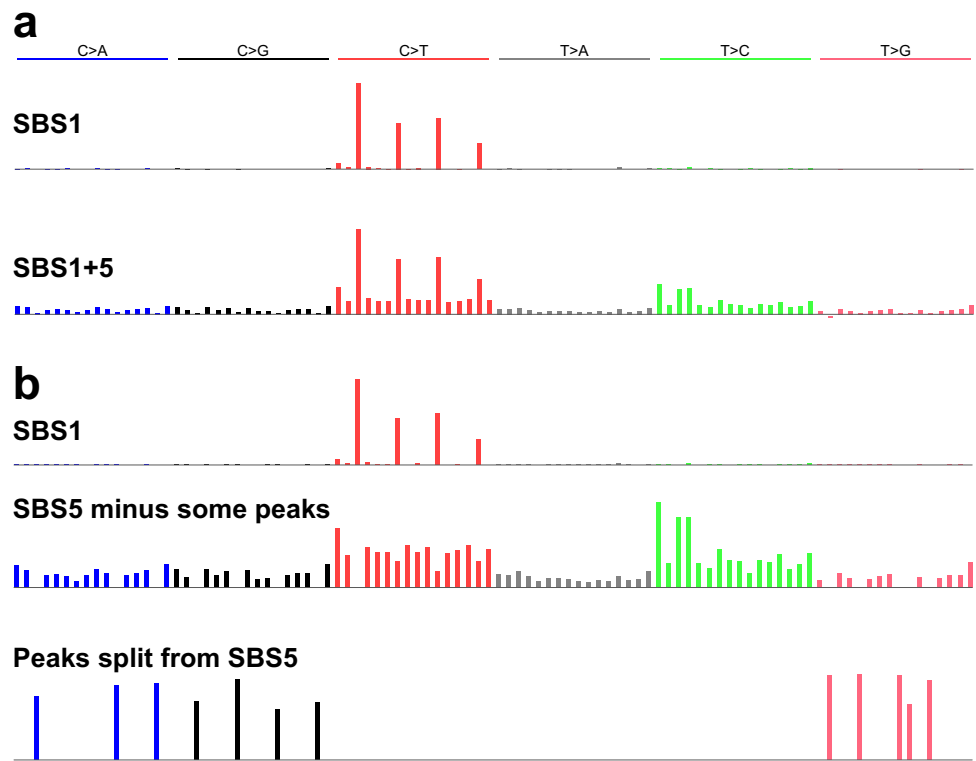 a
C>A C>G C>T T>A T>C T>G
SBS1
SBS1+5
b
SBS1
SBS5 minus some peaks
Peaks split from SBS5